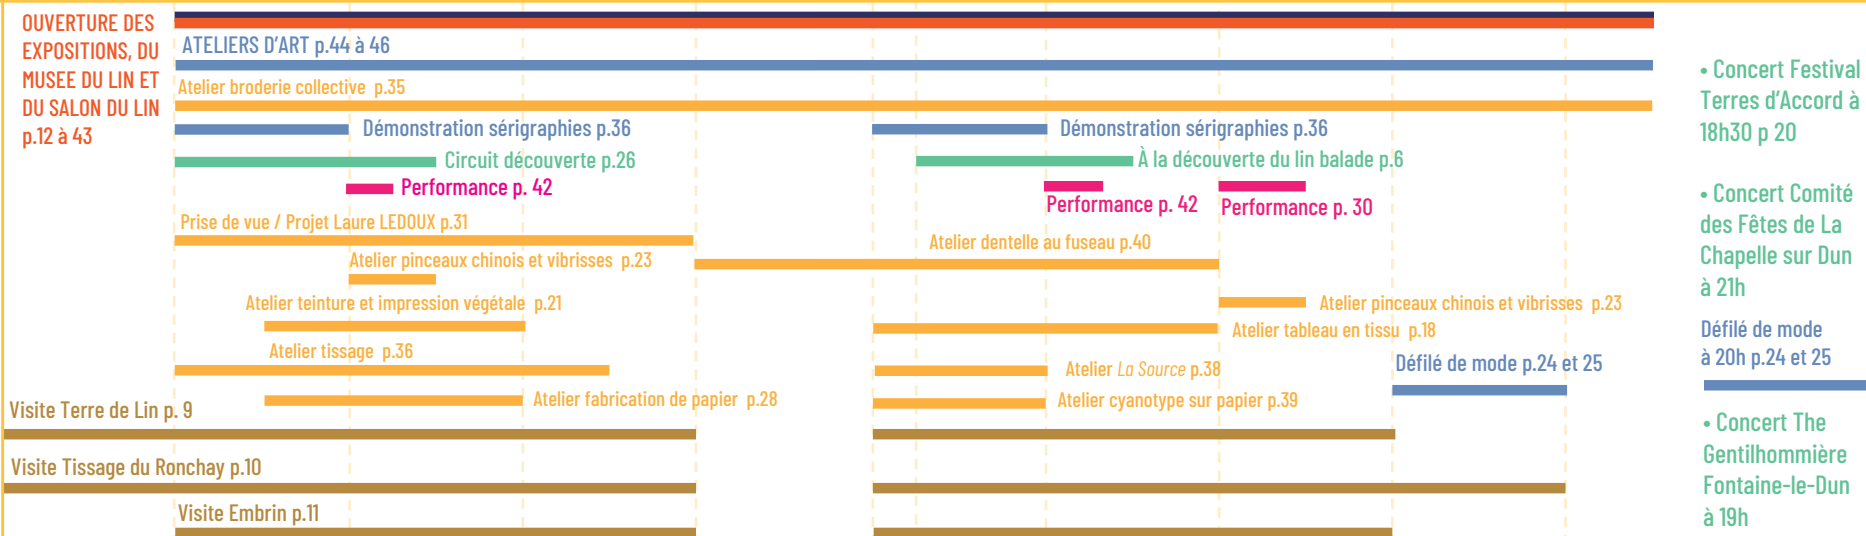 OUVERTURE DES
EXPOSITIONS, DU
MUSEE DU LIN ET
DU SALON DU LIN
p.12 à 43
ATELIERS D'ART p.44 à 46
Atelier broderie collective p.35
Démonstration sérigraphies p.36
Démonstration sérigraphies p.36
Circuit découverte p.26
À la découverte du lin balade p.6
Performance p. 42
Performance p. 42
Performance p. 30
Prise de vue / Projet Laure LEDOUX p.31
Atelier dentelle au fuseau p.40
Atelier pinceaux chinois et vibrisses p.23
Atelier teinture et impression végétale p.21
Atelier pinceaux chinois et vibrisses p.23
Atelier tableau en tissu p.18
Atelier tissage p.36
Atelier La Source p.38
Défilé de mode p.24 et 25
Atelier fabrication de papier p.28
Atelier cyanotype sur papier p.39
Visite Terre de Lin p. 9
Visite Tissage du Ronchay p.10
Visite Embrin p.11
• Concert Festival
Terres d'Accord à
18h30 p 20
• Concert Comité
des Fêtes de La
Chapelle sur Dun
à 21h
Défilé de mode
à 20h p.24 et 25
• Concert The
Gentilhommière
Fontaine-le-Dun
à 19h